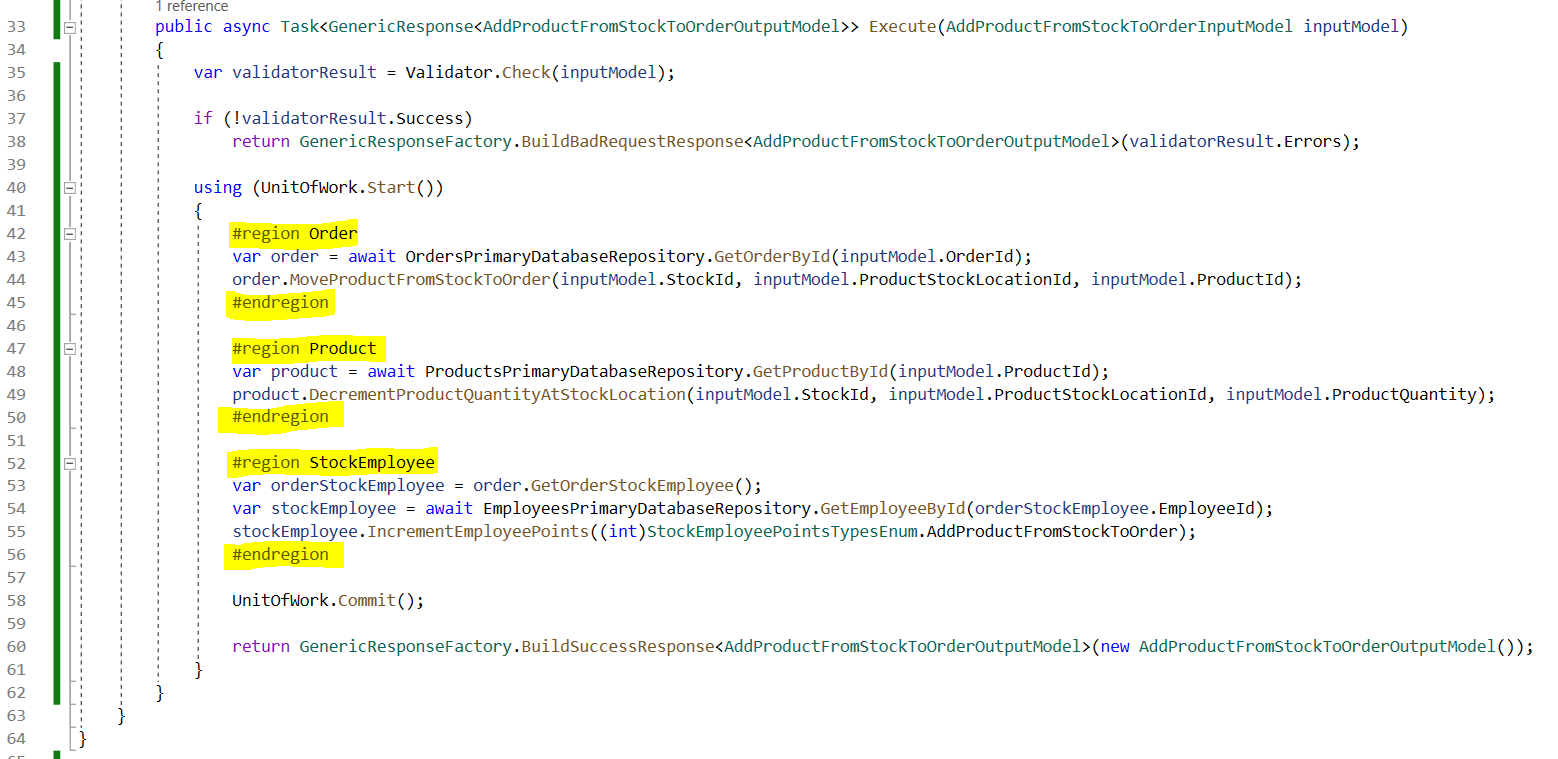 1 reference
33 public async Task<GenericResponse<AddProductFromStockToOrderOutputModel>> Execute(AddProductFromStockToOrderInputModel inputModel)
34 {
35 var validatorResult = Validator.Check(inputModel);
36
37 if (!validatorResult.Success)
38 return GenericResponseFactory.BuildBadRequestResponse<AddProductFromStockToOrderOutputModel>(validatorResult.Errors);
39
40 using (UnitOfWork.Start())
41 {
42 #region Order
43 var order = await OrdersPrimaryDatabaseRepository.GetOrderById(inputModel.OrderId);
44 order.MoveProductFromStockToOrder(inputModel.StockId, inputModel.ProductStockLocationId, inputModel.ProductId);
45 #endregion
46
47 #region Product
48 var product = await ProductsPrimaryDatabaseRepository.GetProductById(inputModel.ProductId);
49 product.DecrementProductQuantityAtStockLocation(inputModel.StockId, inputModel.ProductStockLocationId, inputModel.ProductQuantity);
50 #endregion
51
52 #region StockEmployee
53 var orderStockEmployee = order.GetOrderStockEmployee();
54 var stockEmployee = await EmployeesPrimaryDatabaseRepository.GetEmployeeById(orderStockEmployee.EmployeeId);
55 stockEmployee.IncrementEmployeePoints((int)StockEmployeePointsTypesEnum.AddProductFromStockToOrder);
56 #endregion
57
58 UnitOfWork.Commit();
59
60 return GenericResponseFactory.BuildSuccessResponse<AddProductFromStockToOrderOutputModel>(new AddProductFromStockToOrderOutputModel());
61 }
62 }
63 }
64 }